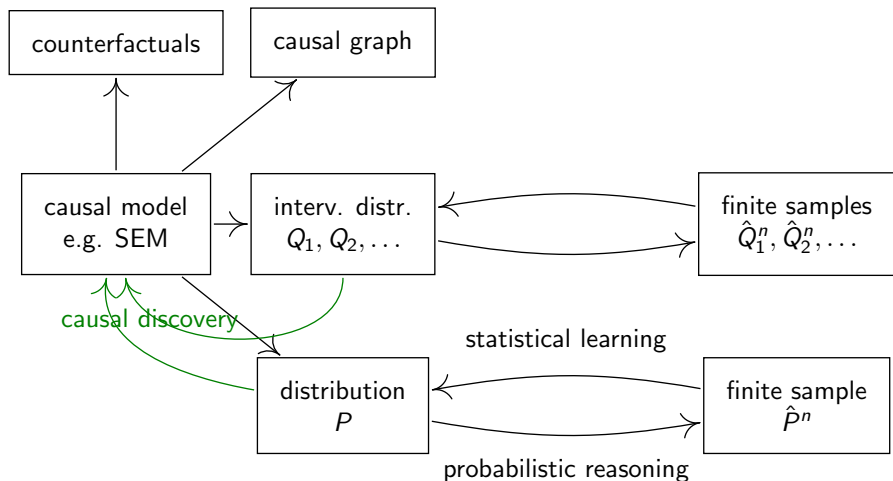 counterfactuals
causal graph
causal model
e.g. SEM
interv. distr.
Q₁, Q₂, . . .
finite samples
Q̂₁ⁿ, Q̂₂ⁿ, . . .
causal discovery
statistical learning
distribution
P
finite sample
P̂ⁿ
probabilistic reasoning